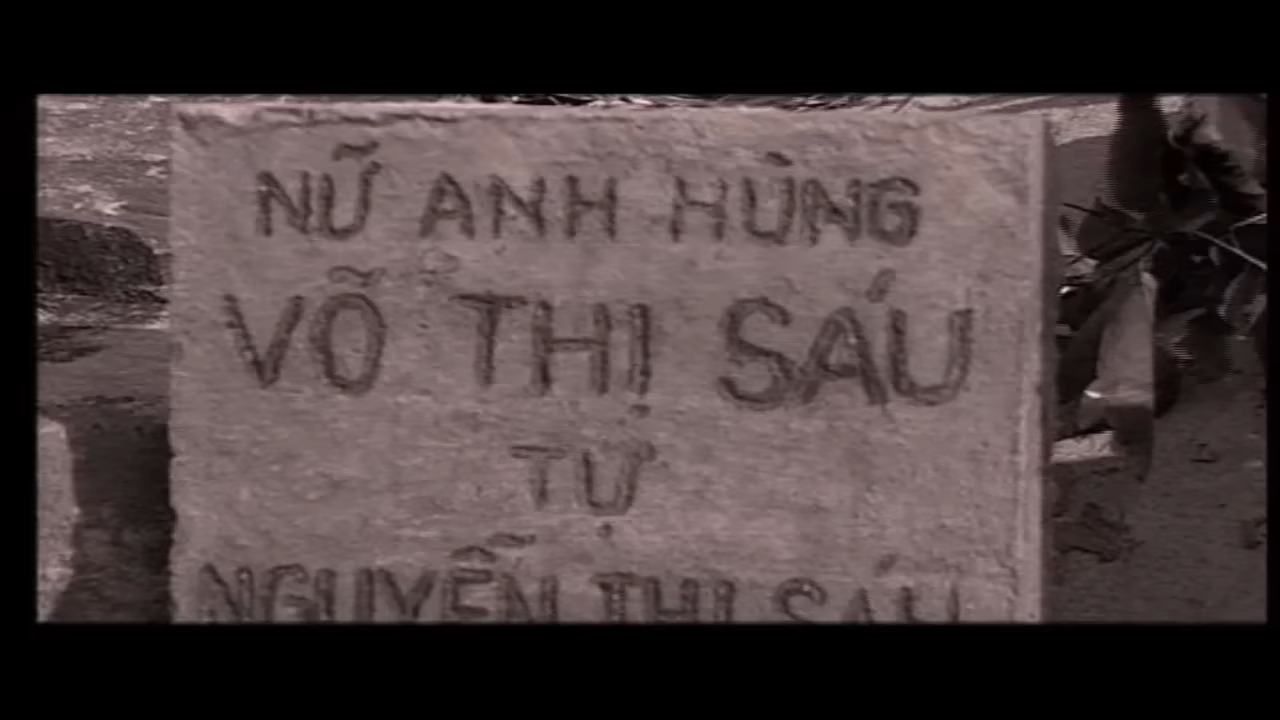 NỮ ANH HÙNG
VÕ THỊ SÁU
TỰ
NGUYỄN THỊ SÁU